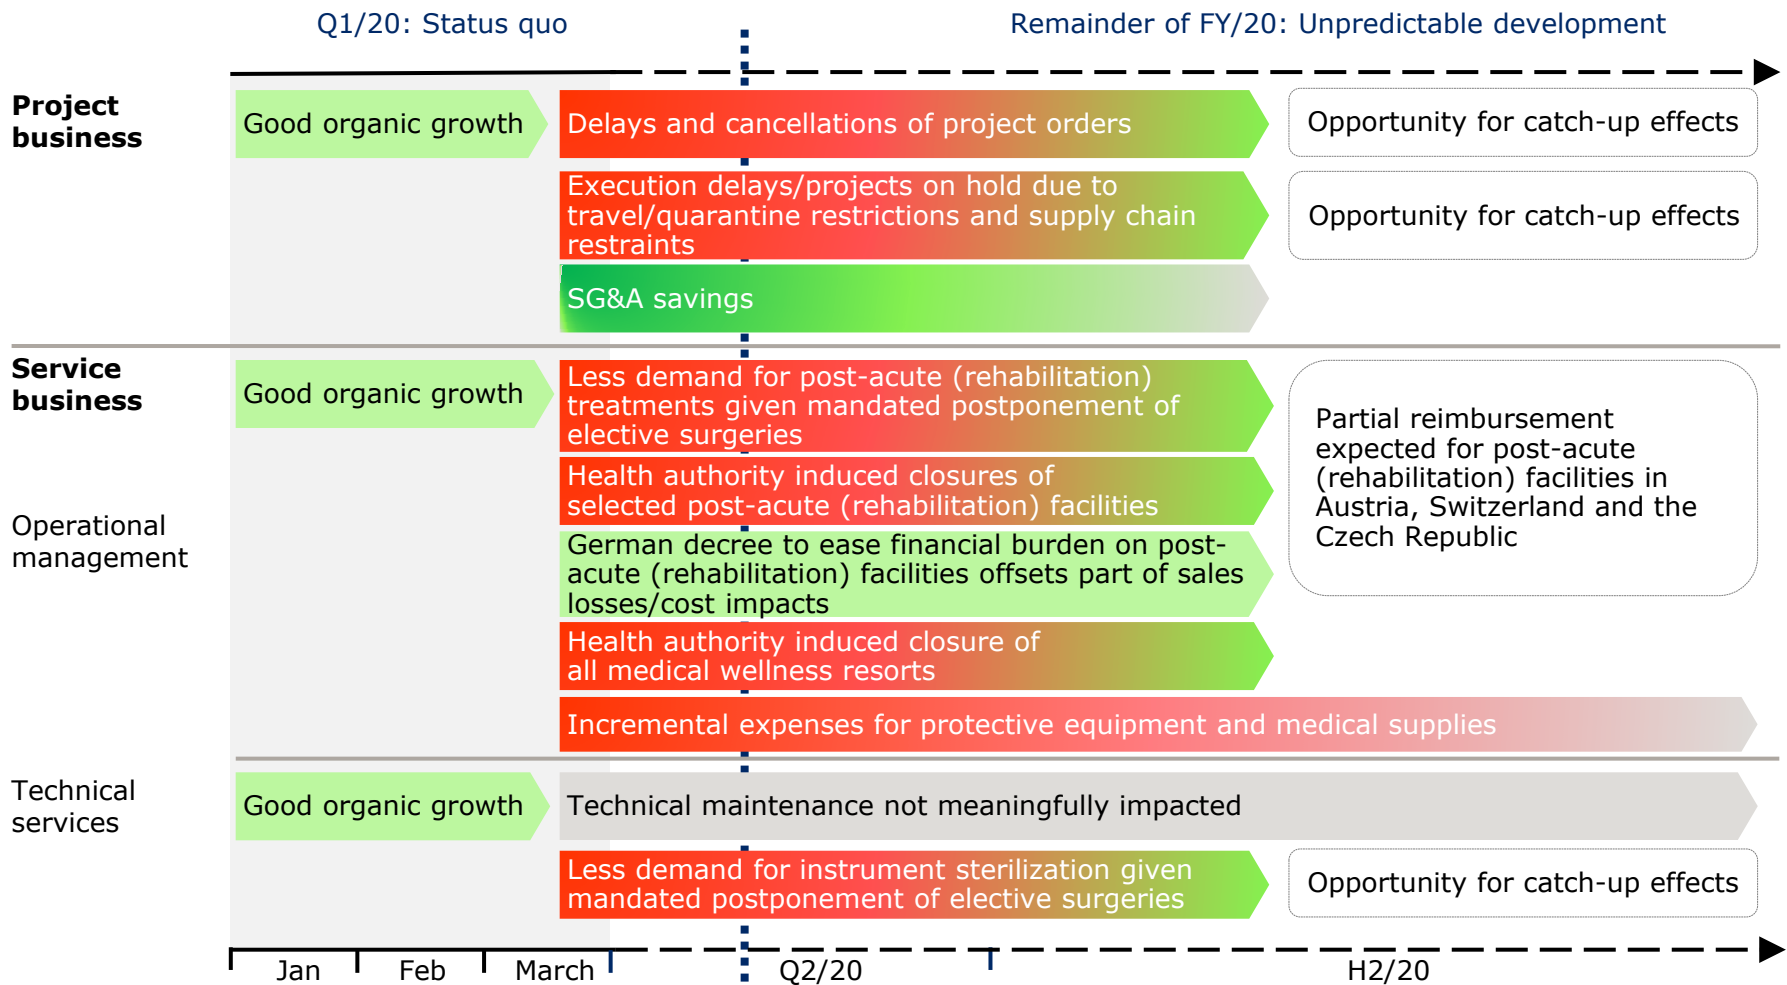 Q1/20: Status quo
Remainder of FY/20: Unpredictable development
Project
business
Good organic growth
Delays and cancellations of project orders
Opportunity for catch-up effects
Execution delays/projects on hold due to
travel/quarantine restrictions and supply chain
restraints
Opportunity for catch-up effects
SG&A savings
Service
business
Good organic growth
Less demand for post-acute (rehabilitation)
treatments given mandated postponement of
elective surgeries
Partial reimbursement
expected for post-acute
(rehabilitation) facilities in
Austria, Switzerland and the
Czech Republic
Health authority induced closures of
selected post-acute (rehabilitation) facilities
Operational
management
German decree to ease financial burden on post-
acute (rehabilitation) facilities offsets part of sales
losses/cost impacts
Health authority induced closure of
all medical wellness resorts
Incremental expenses for protective equipment and medical supplies
Technical
services
Good organic growth
Technical maintenance not meaningfully impacted
Less demand for instrument sterilization given
mandated postponement of elective surgeries
Opportunity for catch-up effects
Jan
Feb
March
Q2/20
H2/20